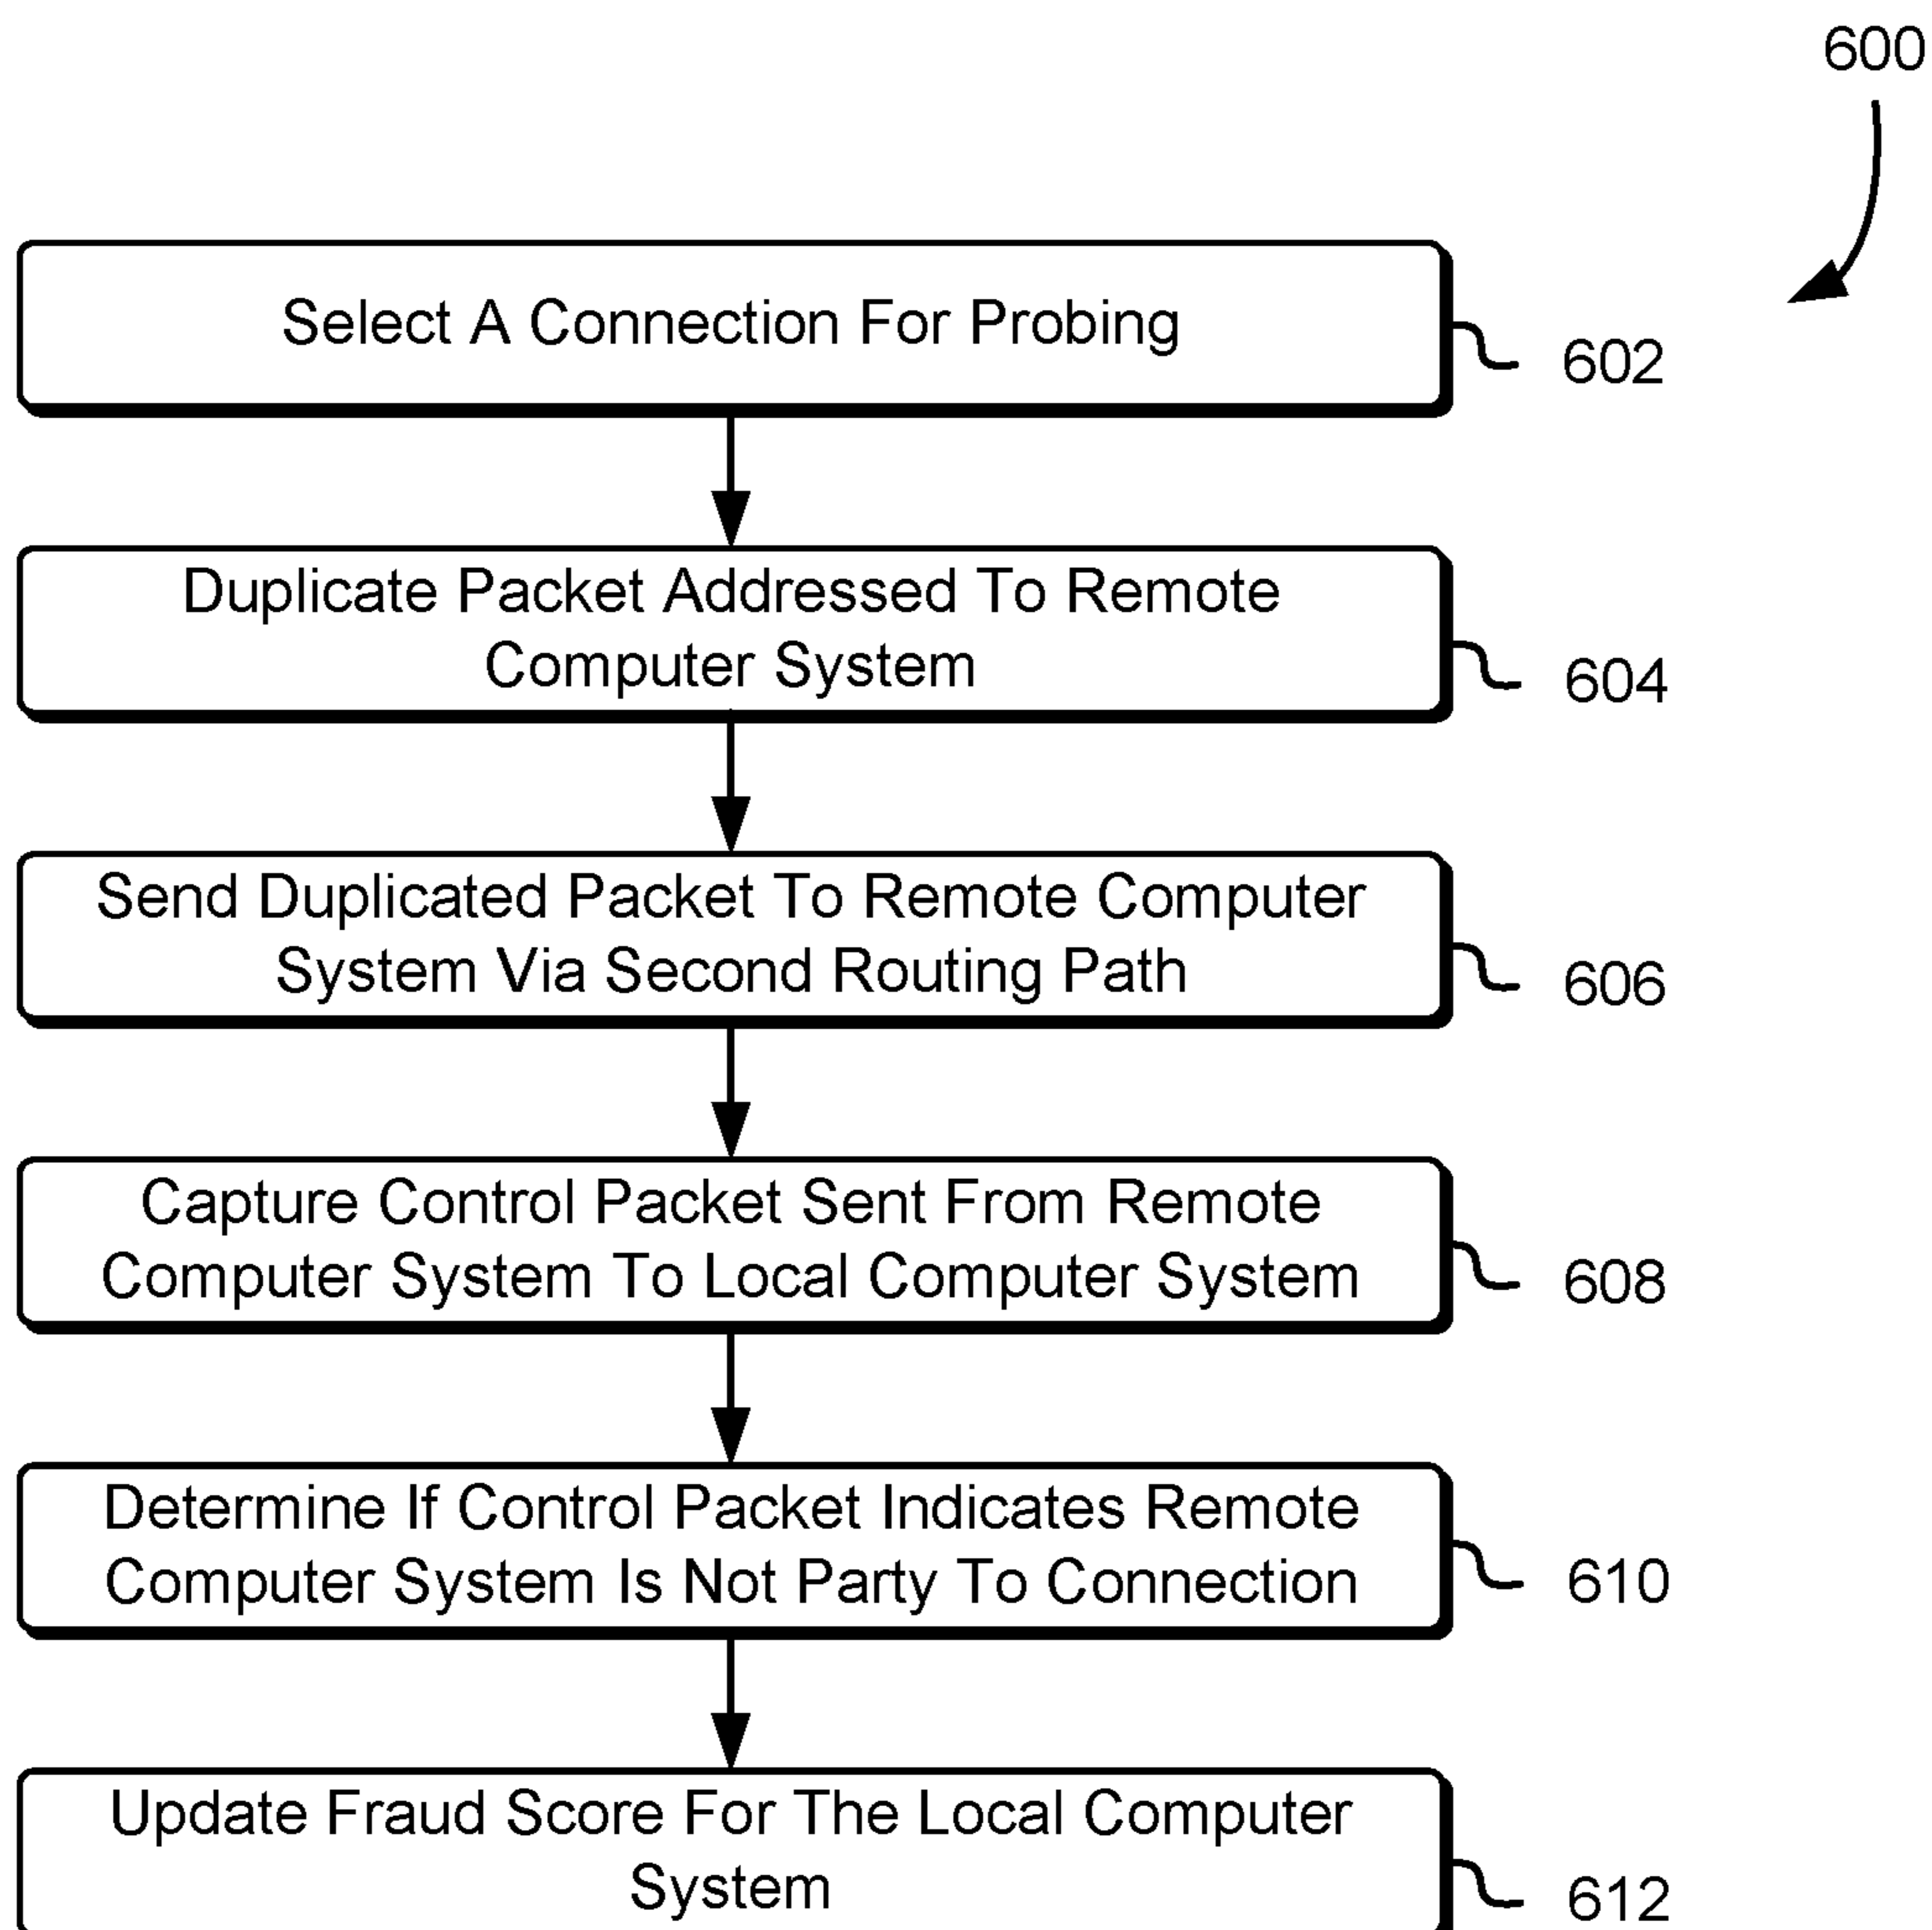 600
Select A Connection For Probing
602
Duplicate Packet Addressed To Remote
Computer System
604
Send Duplicated Packet To Remote Computer
System Via Second Routing Path
606
Capture Control Packet Sent From Remote
Computer System To Local Computer System
608
Determine If Control Packet Indicates Remote
Computer System Is Not Party To Connection
610
Update Fraud Score For The Local Computer
System
612